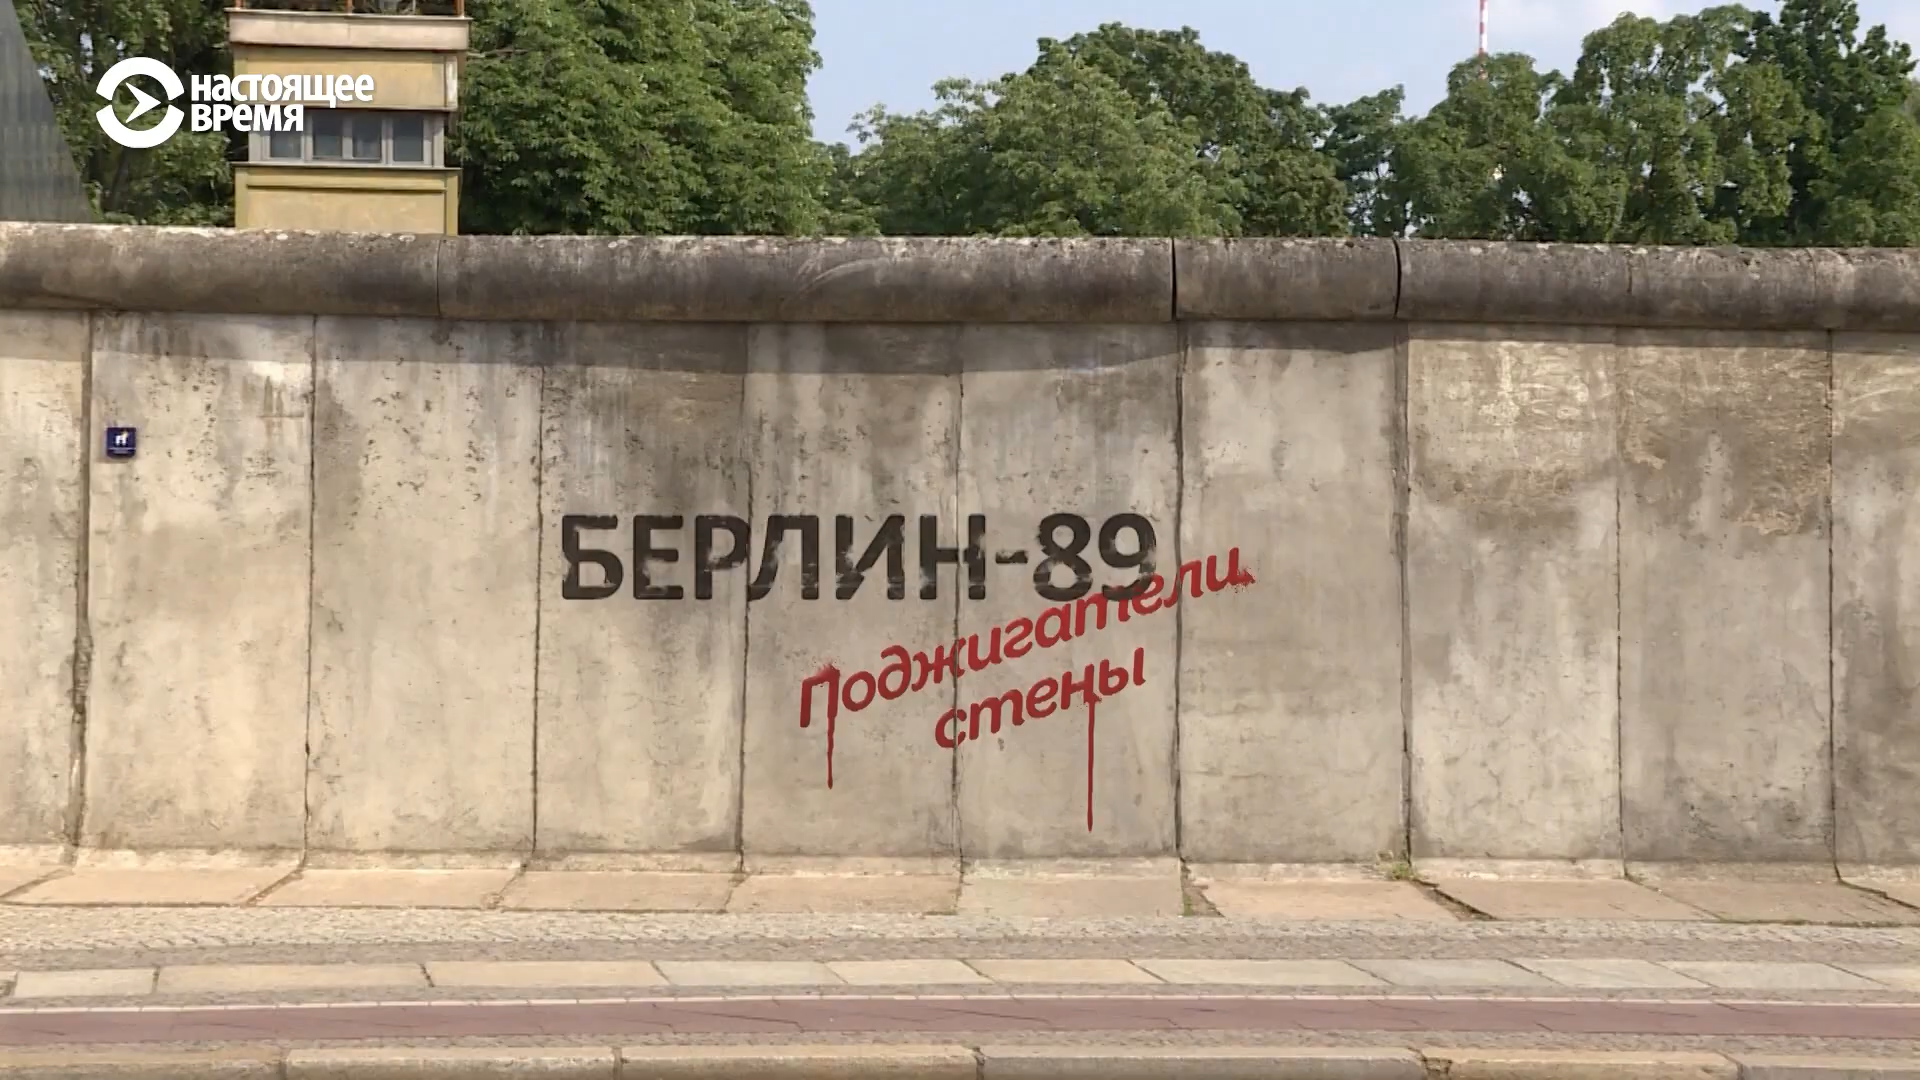 настоящее
время
БЕРЛИН-89
Поджигатели
стены